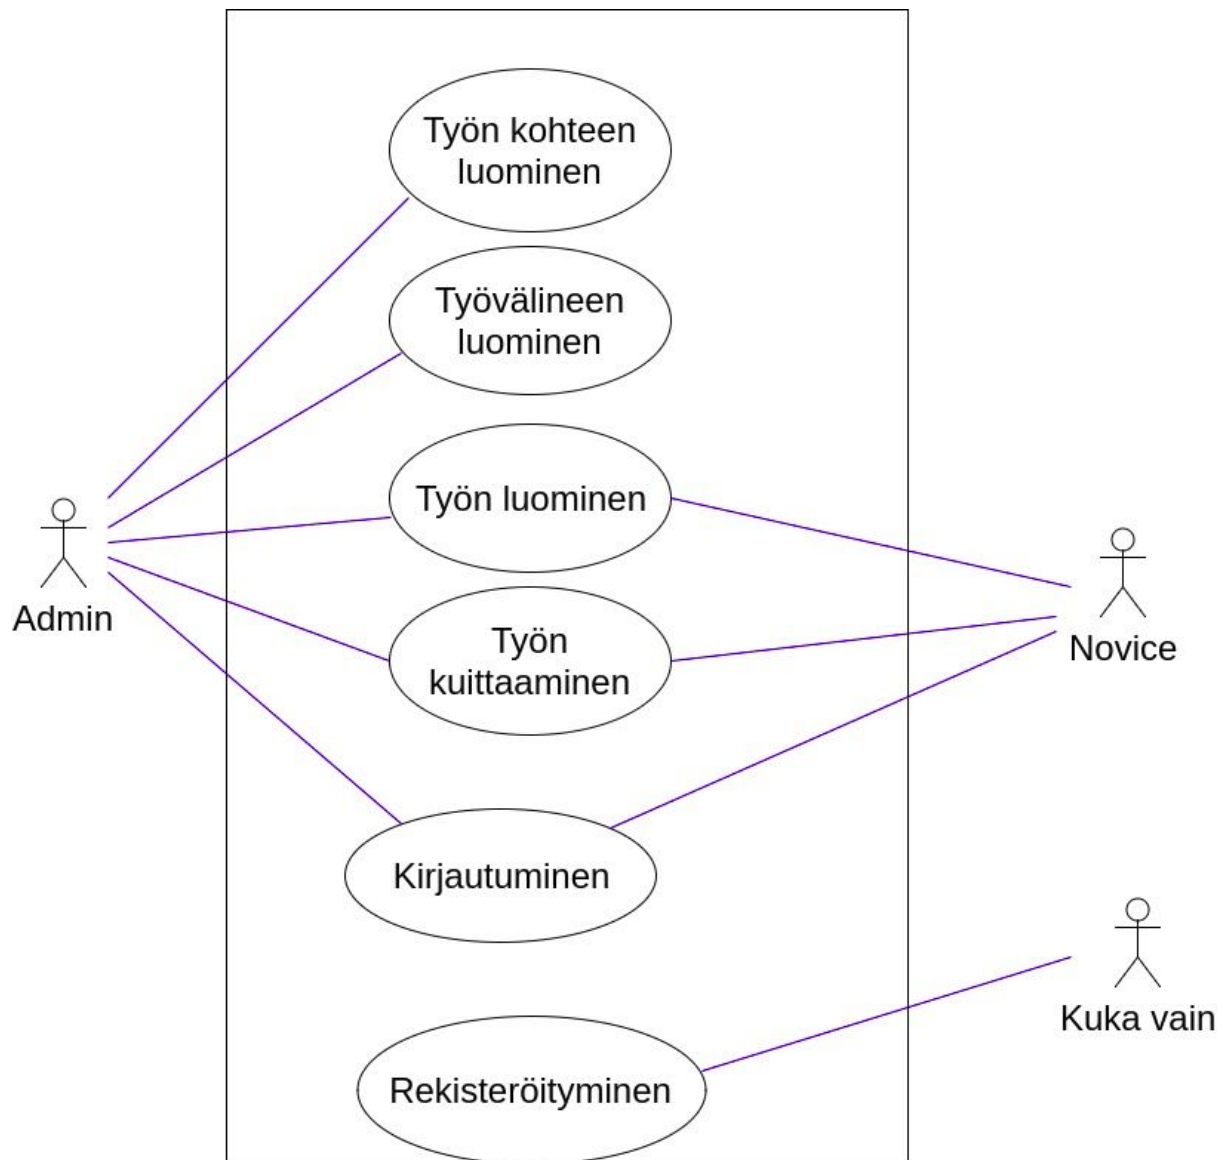 Työn kohteen
luominen
Työvälineen
luominen
Työn luominen
Admin
Novice
Työn
kuittaaminen
Kirjautuminen
Kuka vain
Rekisteröityminen